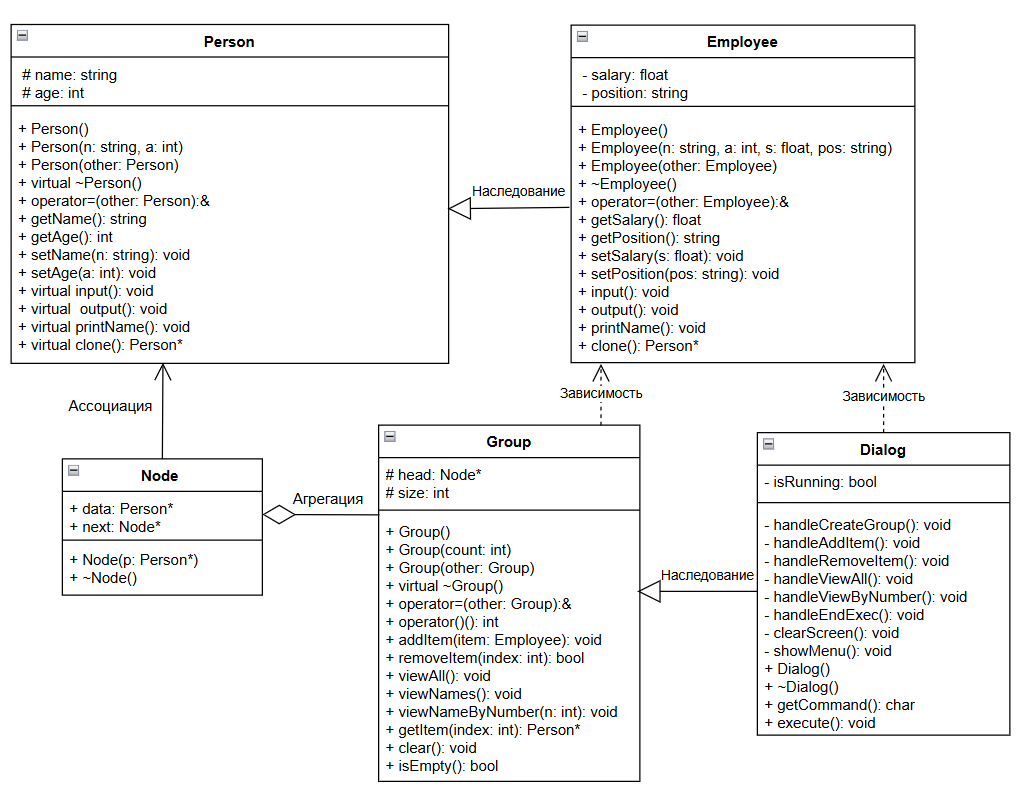 Person
# name: string
# age: int
+ Person()
+ Person(n: string, a: int)
+ Person(other: Person)
+ virtual ~Person()
+ operator=(other: Person):&
+ getName(): string
+ getAge(): int
+ setName(n: string): void
+ setAge(a: int): void
+ virtual input(): void
+ virtual  output(): void
+ virtual printName(): void
+ virtual clone(): Person*
Наследование
Employee
- salary: float
- position: string
+ Employee()
+ Employee(n: string, a: int, s: float, pos: string)
+ Employee(other: Employee)
+ ~Employee()
+ operator=(other: Employee):&
+ getSalary(): float
+ getPosition(): string
+ setSalary(s: float): void
+ setPosition(pos: string): void
+ input(): void
+ output(): void
+ printName(): void
+ clone(): Person*
Ассоциация
Зависимость
Зависимость
Node
+ data: Person*
+ next: Node*
+ Node(p: Person*)
+ ~Node()
Агрегация
Group
# head: Node*
# size: int
+ Group()
+ Group(count: int)
+ Group(other: Group)
+ virtual ~Group()
+ operator=(other: Group):&
+ operator()(): int
+ addItem(item: Employee): void
+ removeItem(index: int): bool
+ viewAll(): void
+ viewNames(): void
+ viewNameByNumber(n: int): void
+ getItem(index: int): Person*
+ clear(): void
+ isEmpty(): bool
Наследование
Dialog
- isRunning: bool
- handleCreateGroup(): void
- handleAddItem(): void
- handleRemoveItem(): void
- handleViewAll(): void
- handleViewByNumber(): void
- handleEndExec(): void
- clearScreen(): void
- showMenu(): void
+ Dialog()
+ ~Dialog()
+ getCommand(): char
+ execute(): void